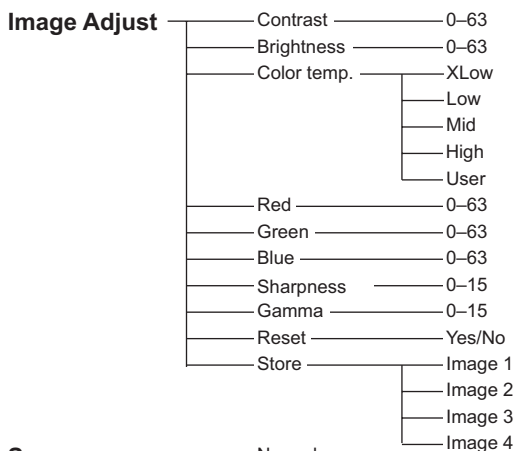 Image Adjust Contrast 0–63
Brightness 0–63
Color temp. XLow
Low
Mid
High
User
Red 0–63
Green 0–63
Blue 0–63
Sharpness 0–15
Gamma 0–15
Reset Yes/No
Store Image 1
Image 2
Image 3
Image 4